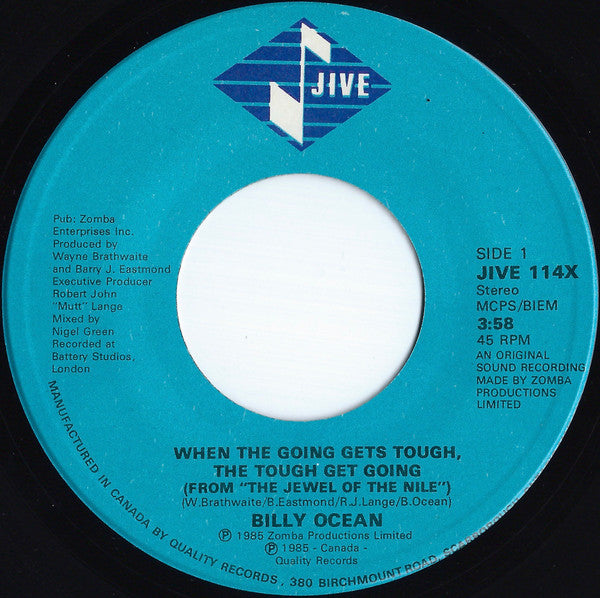 JIVE
Pub: Zomba
Enterprises Inc.
Produced by
Wayne Brathwaite
and Barry J. Eastmond
Executive Producer
Robert John
"Mutt" Lange
Mixed by
Nigel Green
Recorded at
Battery Studios,
London
SIDE 1
JIVE 114X
Stereo
MCPS/BIEM
3:58
45 RPM
AN ORIGINAL
SOUND RECORDING
MADE BY ZOMBA
PRODUCTIONS
LIMITED
WHEN THE GOING GETS TOUGH,
THE TOUGH GET GOING
(FROM "THE JEWEL OF THE NILE")
(W.Brathwaite/B.Eastmond/R.J.Lange/B.Ocean)
BILLY OCEAN
℗ 1985 Zomba Productions Limited
℗ 1985 - Canada -
Quality Records
MANUFACTURED IN CANADA BY QUALITY RECORDS, 380 BIRCHMOUNT ROAD,